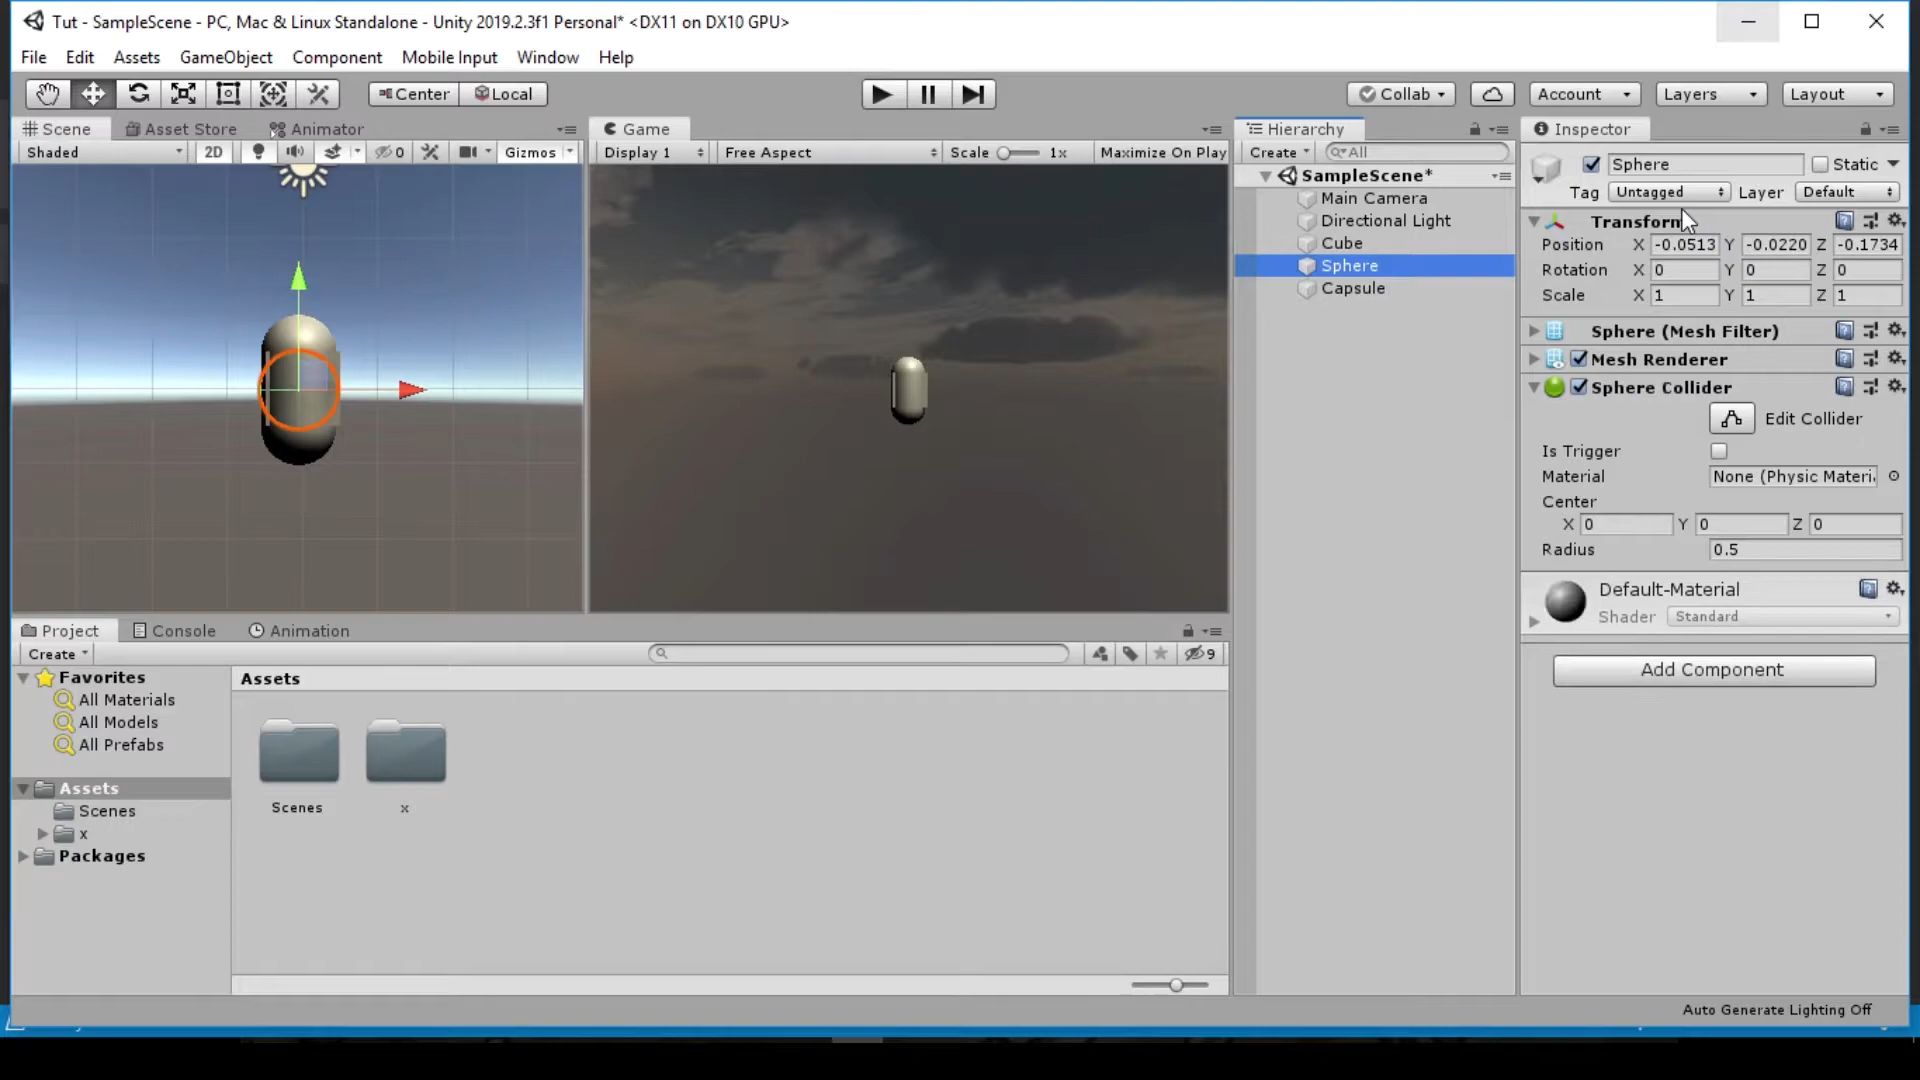 Tut - SampleScene - PC, Mac & Linux Standalone - Unity 2019.2.3f1 Personal* <DX11 on DX10 GPU>
File Edit Assets GameObject Component Mobile Input Window Help
Center Local Collab Account Layers Layout
Scene Asset Store Animator
Shaded 2D 0 Gizmos
Game
Display 1 Free Aspect Scale 1x Maximize On Play
Hierarchy
Create All
SampleScene*
Main Camera
Directional Light
Cube
Sphere
Capsule
Inspector
Sphere Static
Tag Untagged Layer Default
Transform
Position X -0.0513 Y -0.0220 Z -0.1734
Rotation X 0 Y 0 Z 0
Scale X 1 Y 1 Z 1
Sphere (Mesh Filter)
Mesh Renderer
Sphere Collider
Edit Collider
Is Trigger
Material None (Physic Materi
Center
X 0 Y 0 Z 0
Radius 0.5
Default-Material
Shader Standard
Add Component
Project Console Animation
Create 9
Favorites
All Materials
All Models
All Prefabs
Assets
Scenes
x
Packages
Assets
Scenes x
Auto Generate Lighting Off